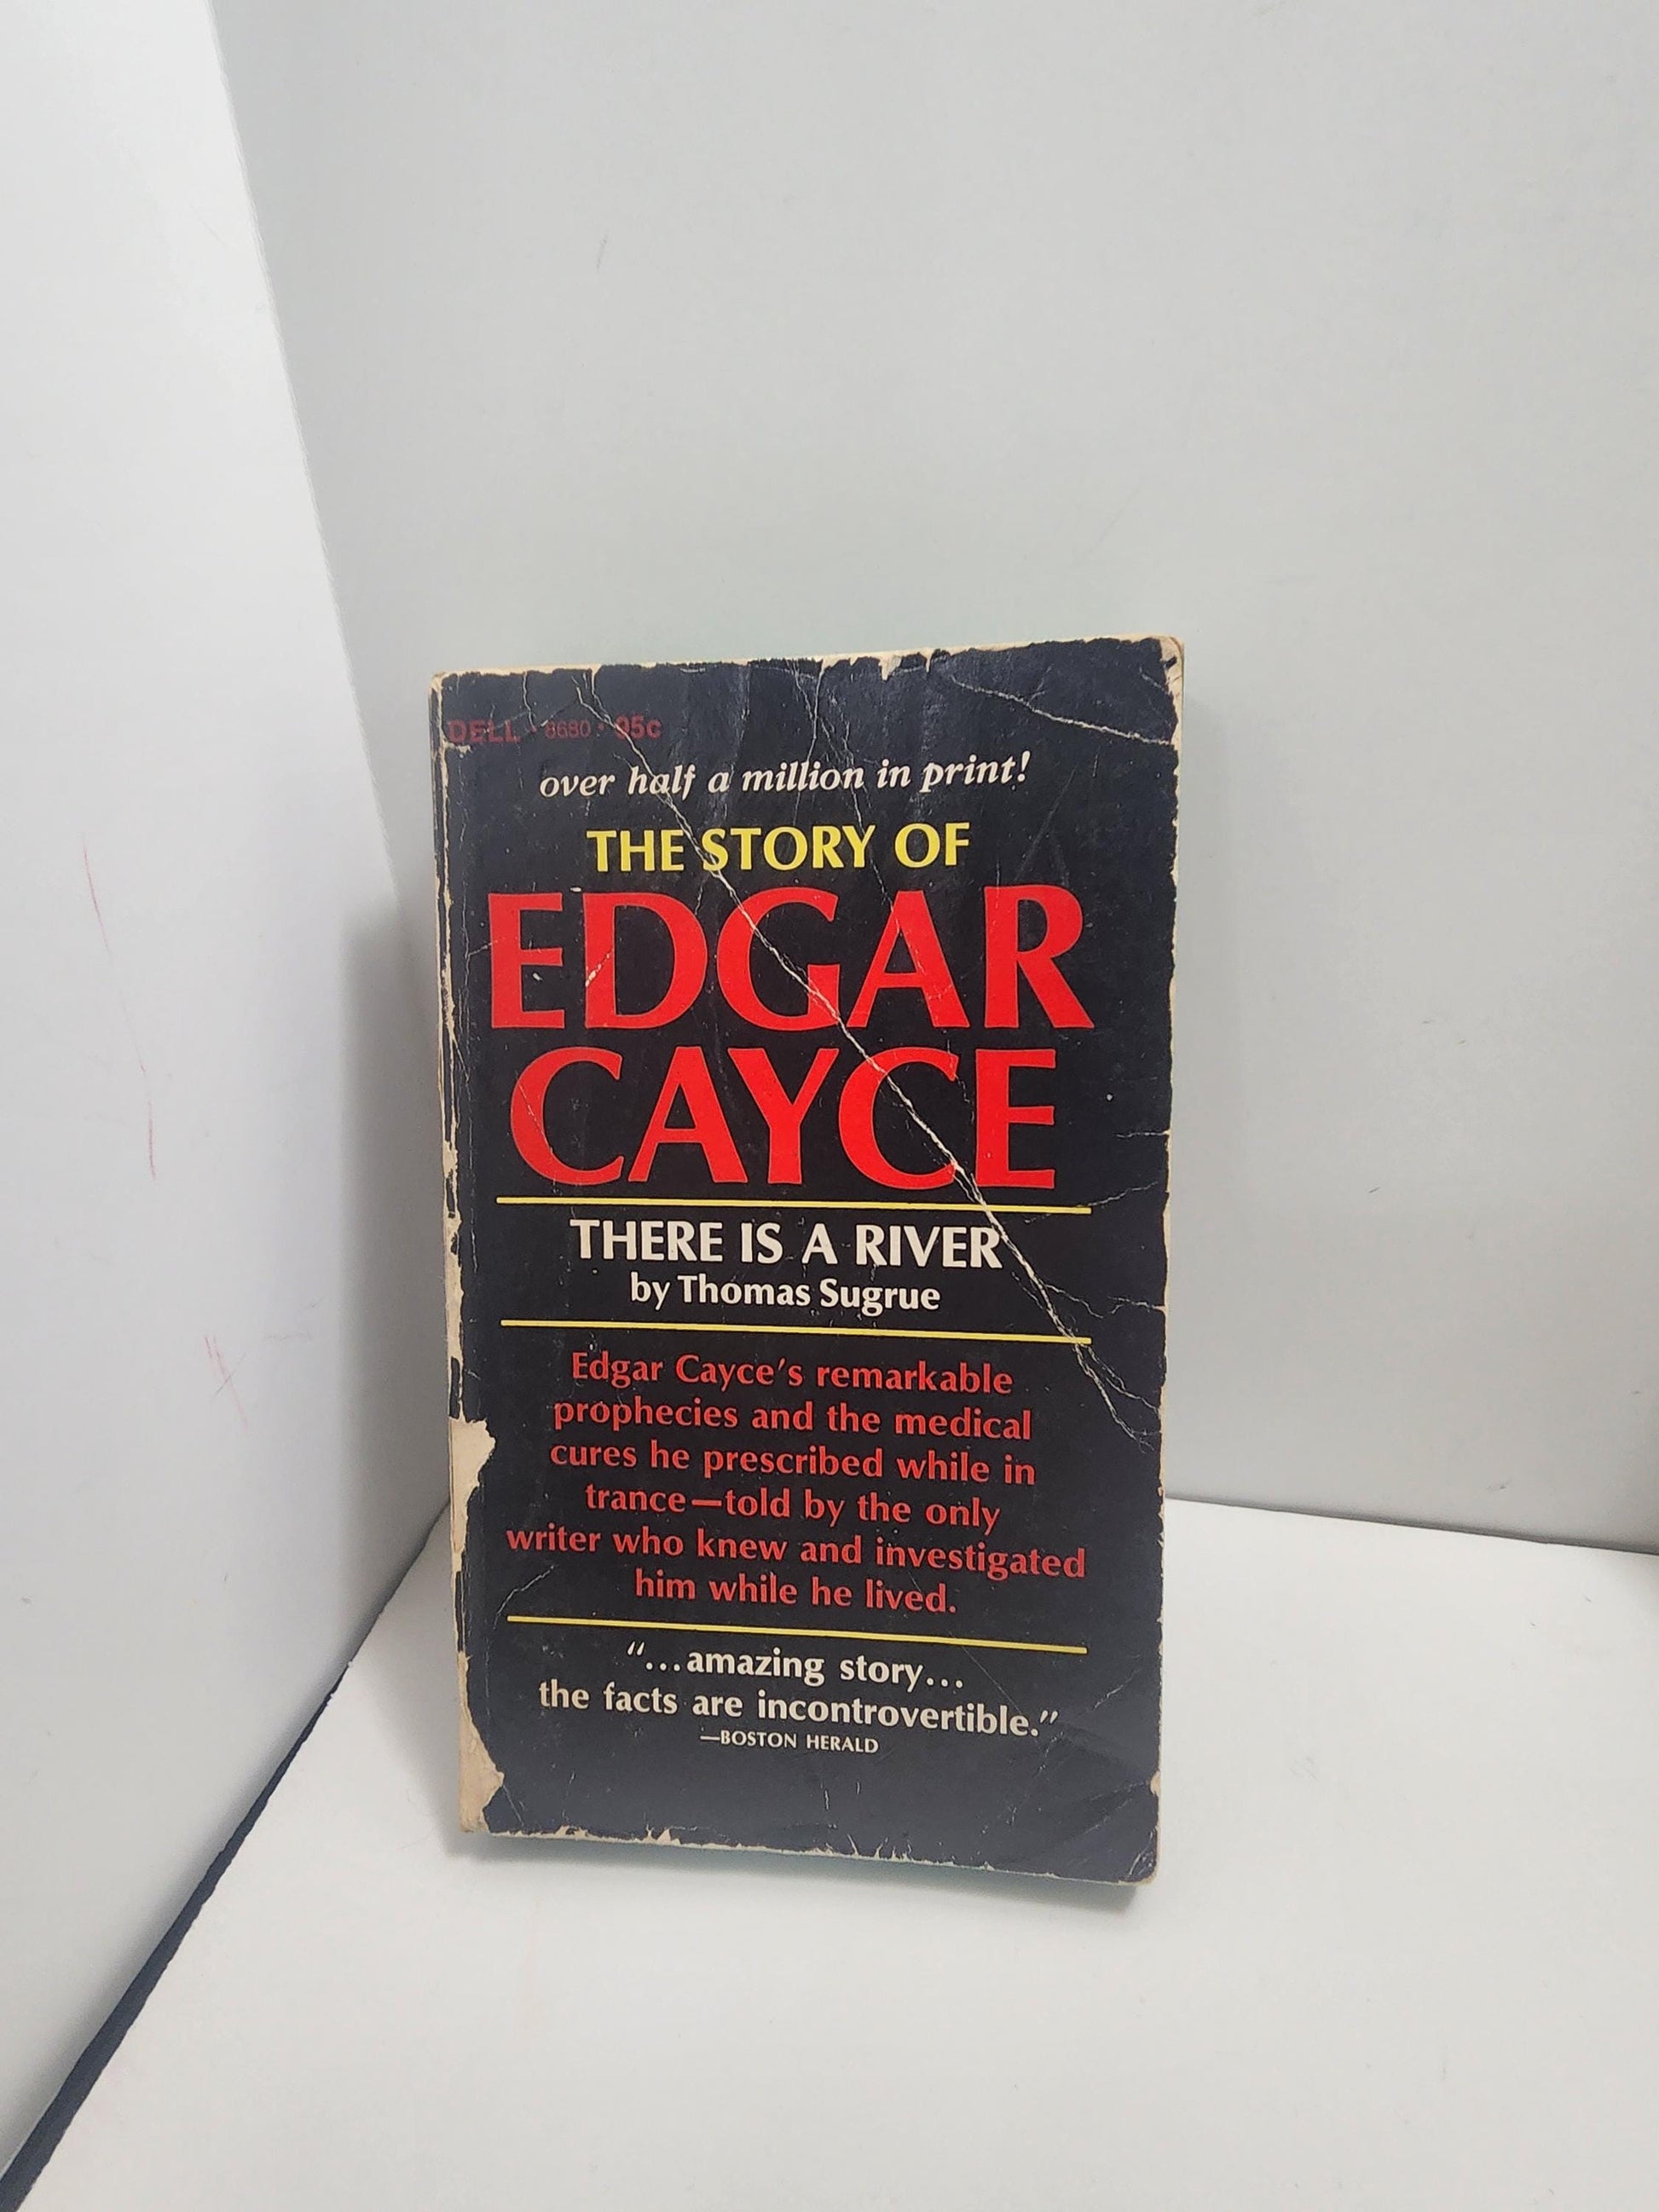 DELL · 8680 · 95c
over half a million in print!
THE STORY OF
EDGAR
CAYCE
THERE IS A RIVER
by Thomas Sugrue
Edgar Cayce's remarkable
prophecies and the medical
cures he prescribed while in
trance—told by the only
writer who knew and investigated
him while he lived.
"...amazing story...
the facts are incontrovertible."
—BOSTON HERALD